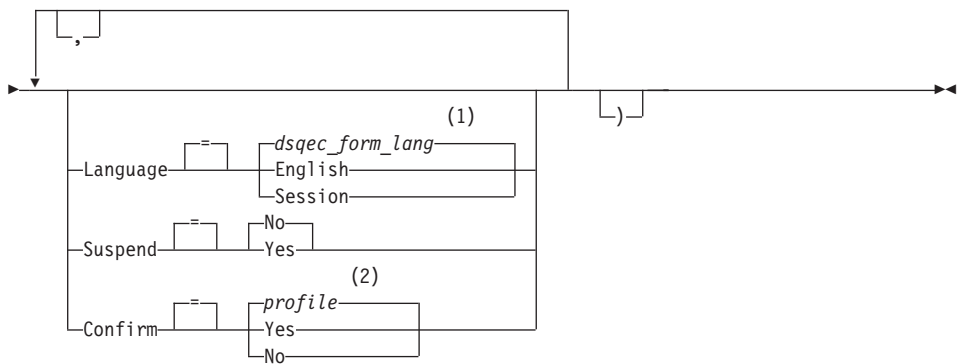 ,
)
(1)
= dsqec_form_lang
Language English
Session
= No
Suspend Yes
(2)
= profile
Confirm Yes
No